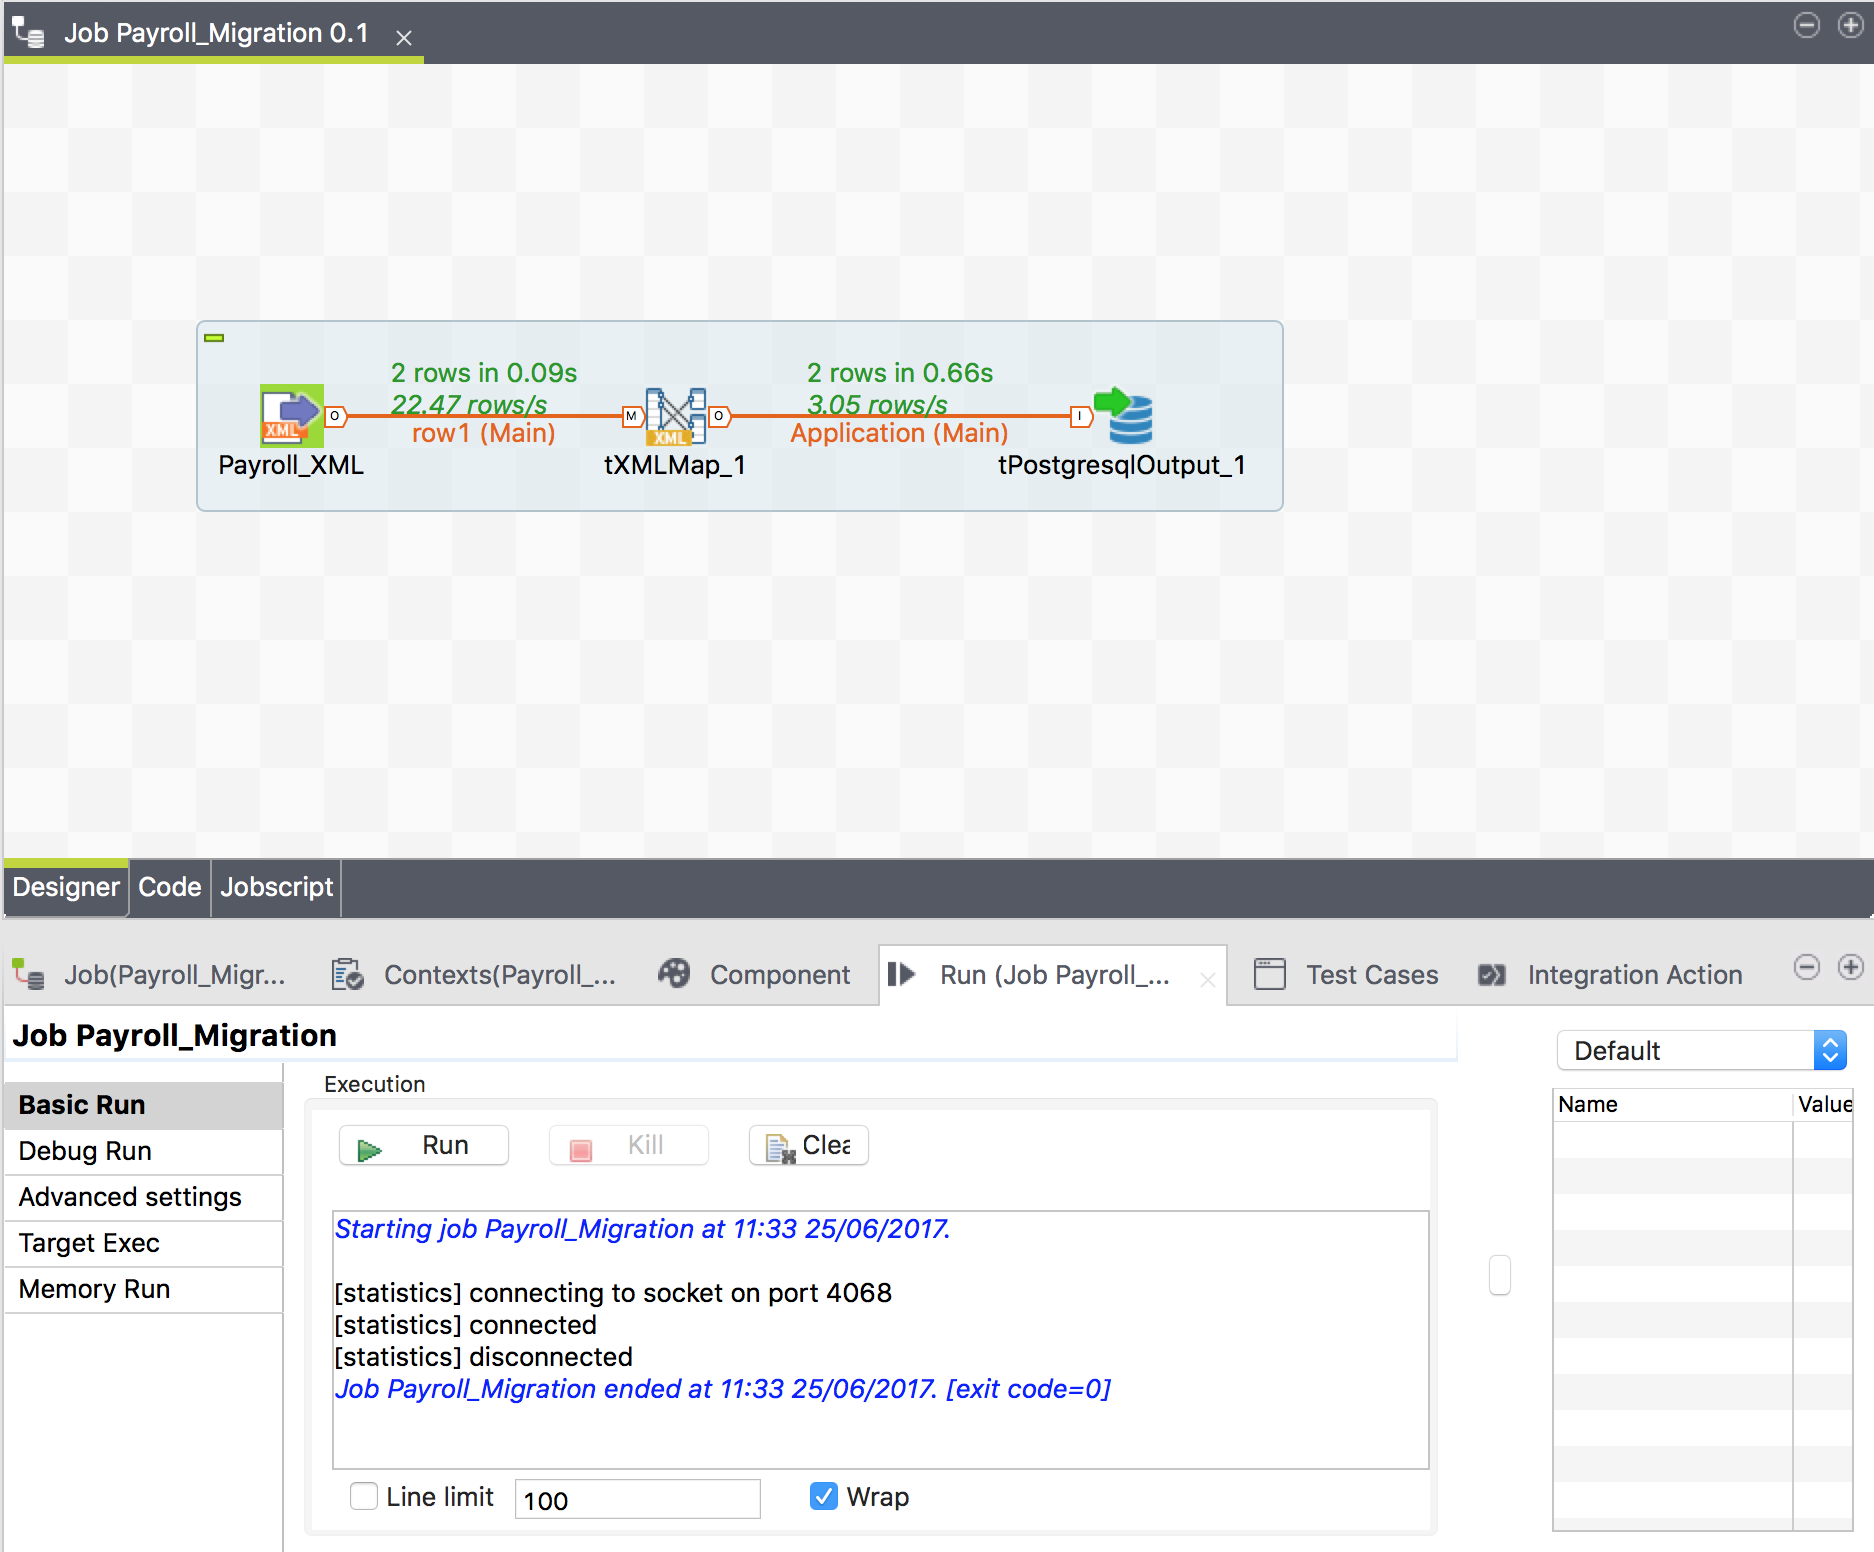 Job Payroll_Migration 0.1
2 rows in 0.09s
22.47 rows/s
row1 (Main)
2 rows in 0.66s
3.05 rows/s
Application (Main)
XML
O
M
XML
O
I
Payroll_XML
tXMLMap_1
tPostgresqlOutput_1
Designer
Code
Jobscript
Job(Payroll_Migr...
Contexts(Payroll_...
Component
Run (Job Payroll_...
Test Cases
Integration Action
Job Payroll_Migration
Default
Basic Run
Debug Run
Advanced settings
Target Exec
Memory Run
Execution
Run
Kill
Clea
Name
Value
Starting job Payroll_Migration at 11:33 25/06/2017.
[statistics] connecting to socket on port 4068
[statistics] connected
[statistics] disconnected
Job Payroll_Migration ended at 11:33 25/06/2017. [exit code=0]
Line limit
100
Wrap